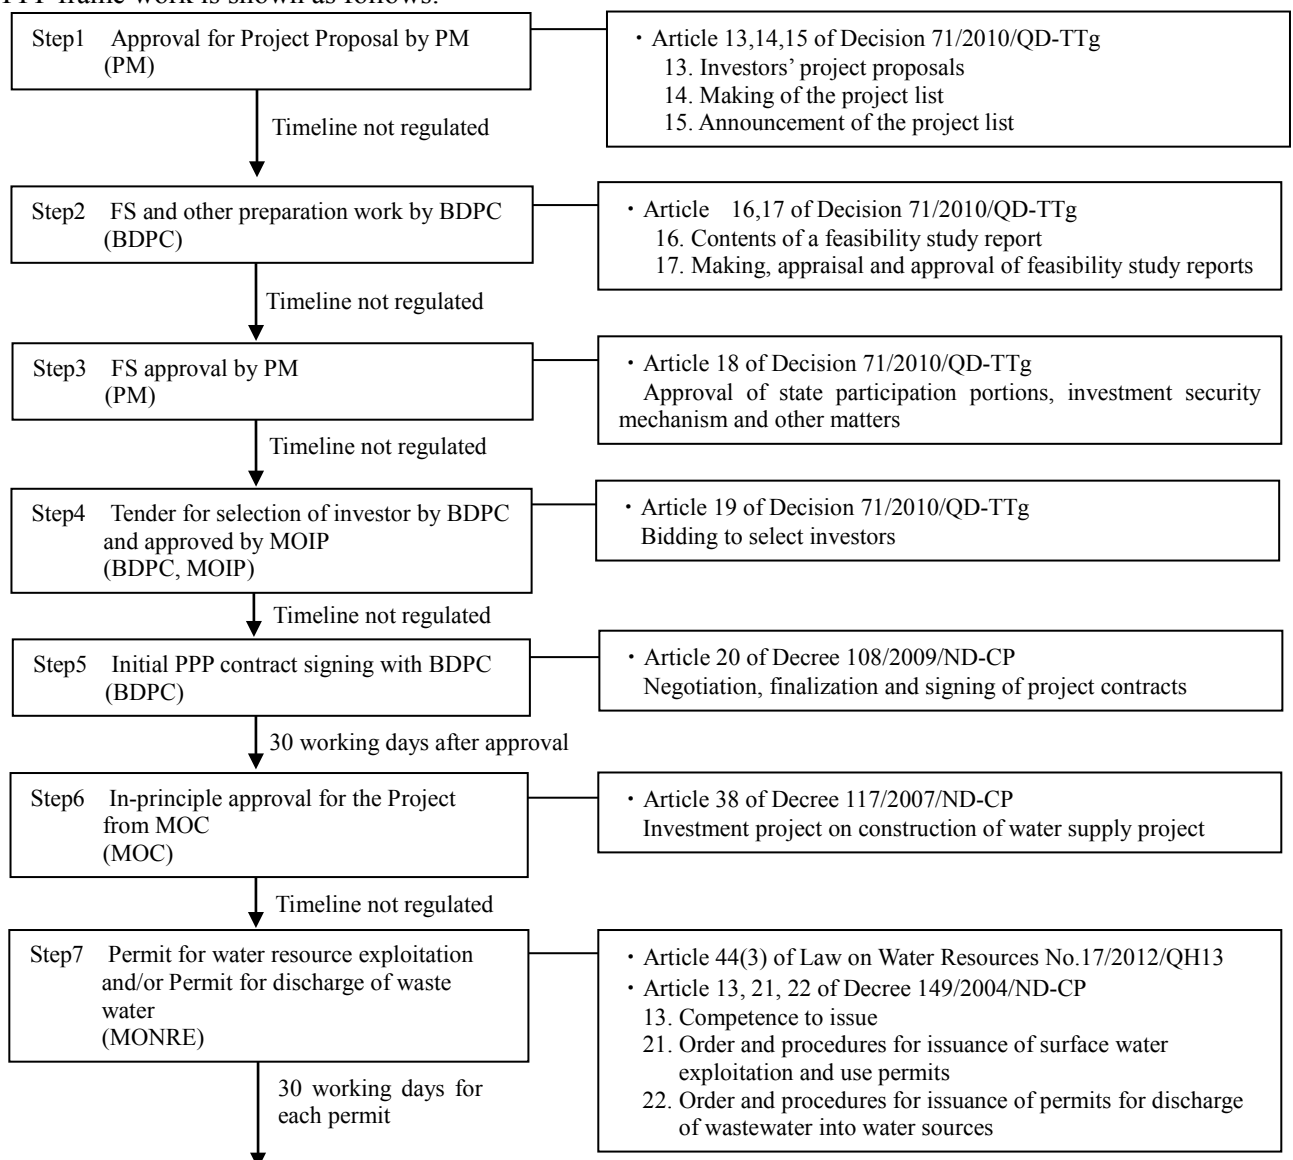 Step1 Approval for Project Proposal by PM
(PM)
・Article 13,14,15 of Decision 71/2010/QD-TTg
13. Investors' project proposals
14. Making of the project list
15. Announcement of the project list
Timeline not regulated
Step2 FS and other preparation work by BDPC
(BDPC)
・Article 16,17 of Decision 71/2010/QD-TTg
16. Contents of a feasibility study report
17. Making, appraisal and approval of feasibility study reports
Timeline not regulated
Step3 FS approval by PM
(PM)
・Article 18 of Decision 71/2010/QD-TTg
Approval of state participation portions, investment security
mechanism and other matters
Timeline not regulated
Step4 Tender for selection of investor by BDPC
and approved by MOIP
(BDPC, MOIP)
・Article 19 of Decision 71/2010/QD-TTg
Bidding to select investors
Timeline not regulated
Step5 Initial PPP contract signing with BDPC
(BDPC)
・Article 20 of Decree 108/2009/ND-CP
Negotiation, finalization and signing of project contracts
30 working days after approval
Step6 In-principle approval for the Project
from MOC
(MOC)
・Article 38 of Decree 117/2007/ND-CP
Investment project on construction of water supply project
Timeline not regulated
Step7 Permit for water resource exploitation
and/or Permit for discharge of waste
water
(MONRE)
・Article 44(3) of Law on Water Resources No.17/2012/QH13
・Article 13, 21, 22 of Decree 149/2004/ND-CP
13. Competence to issue
21. Order and procedures for issuance of surface water
exploitation and use permits
22. Order and procedures for issuance of permits for discharge
of wastewater into water sources
30 working days for
each permit